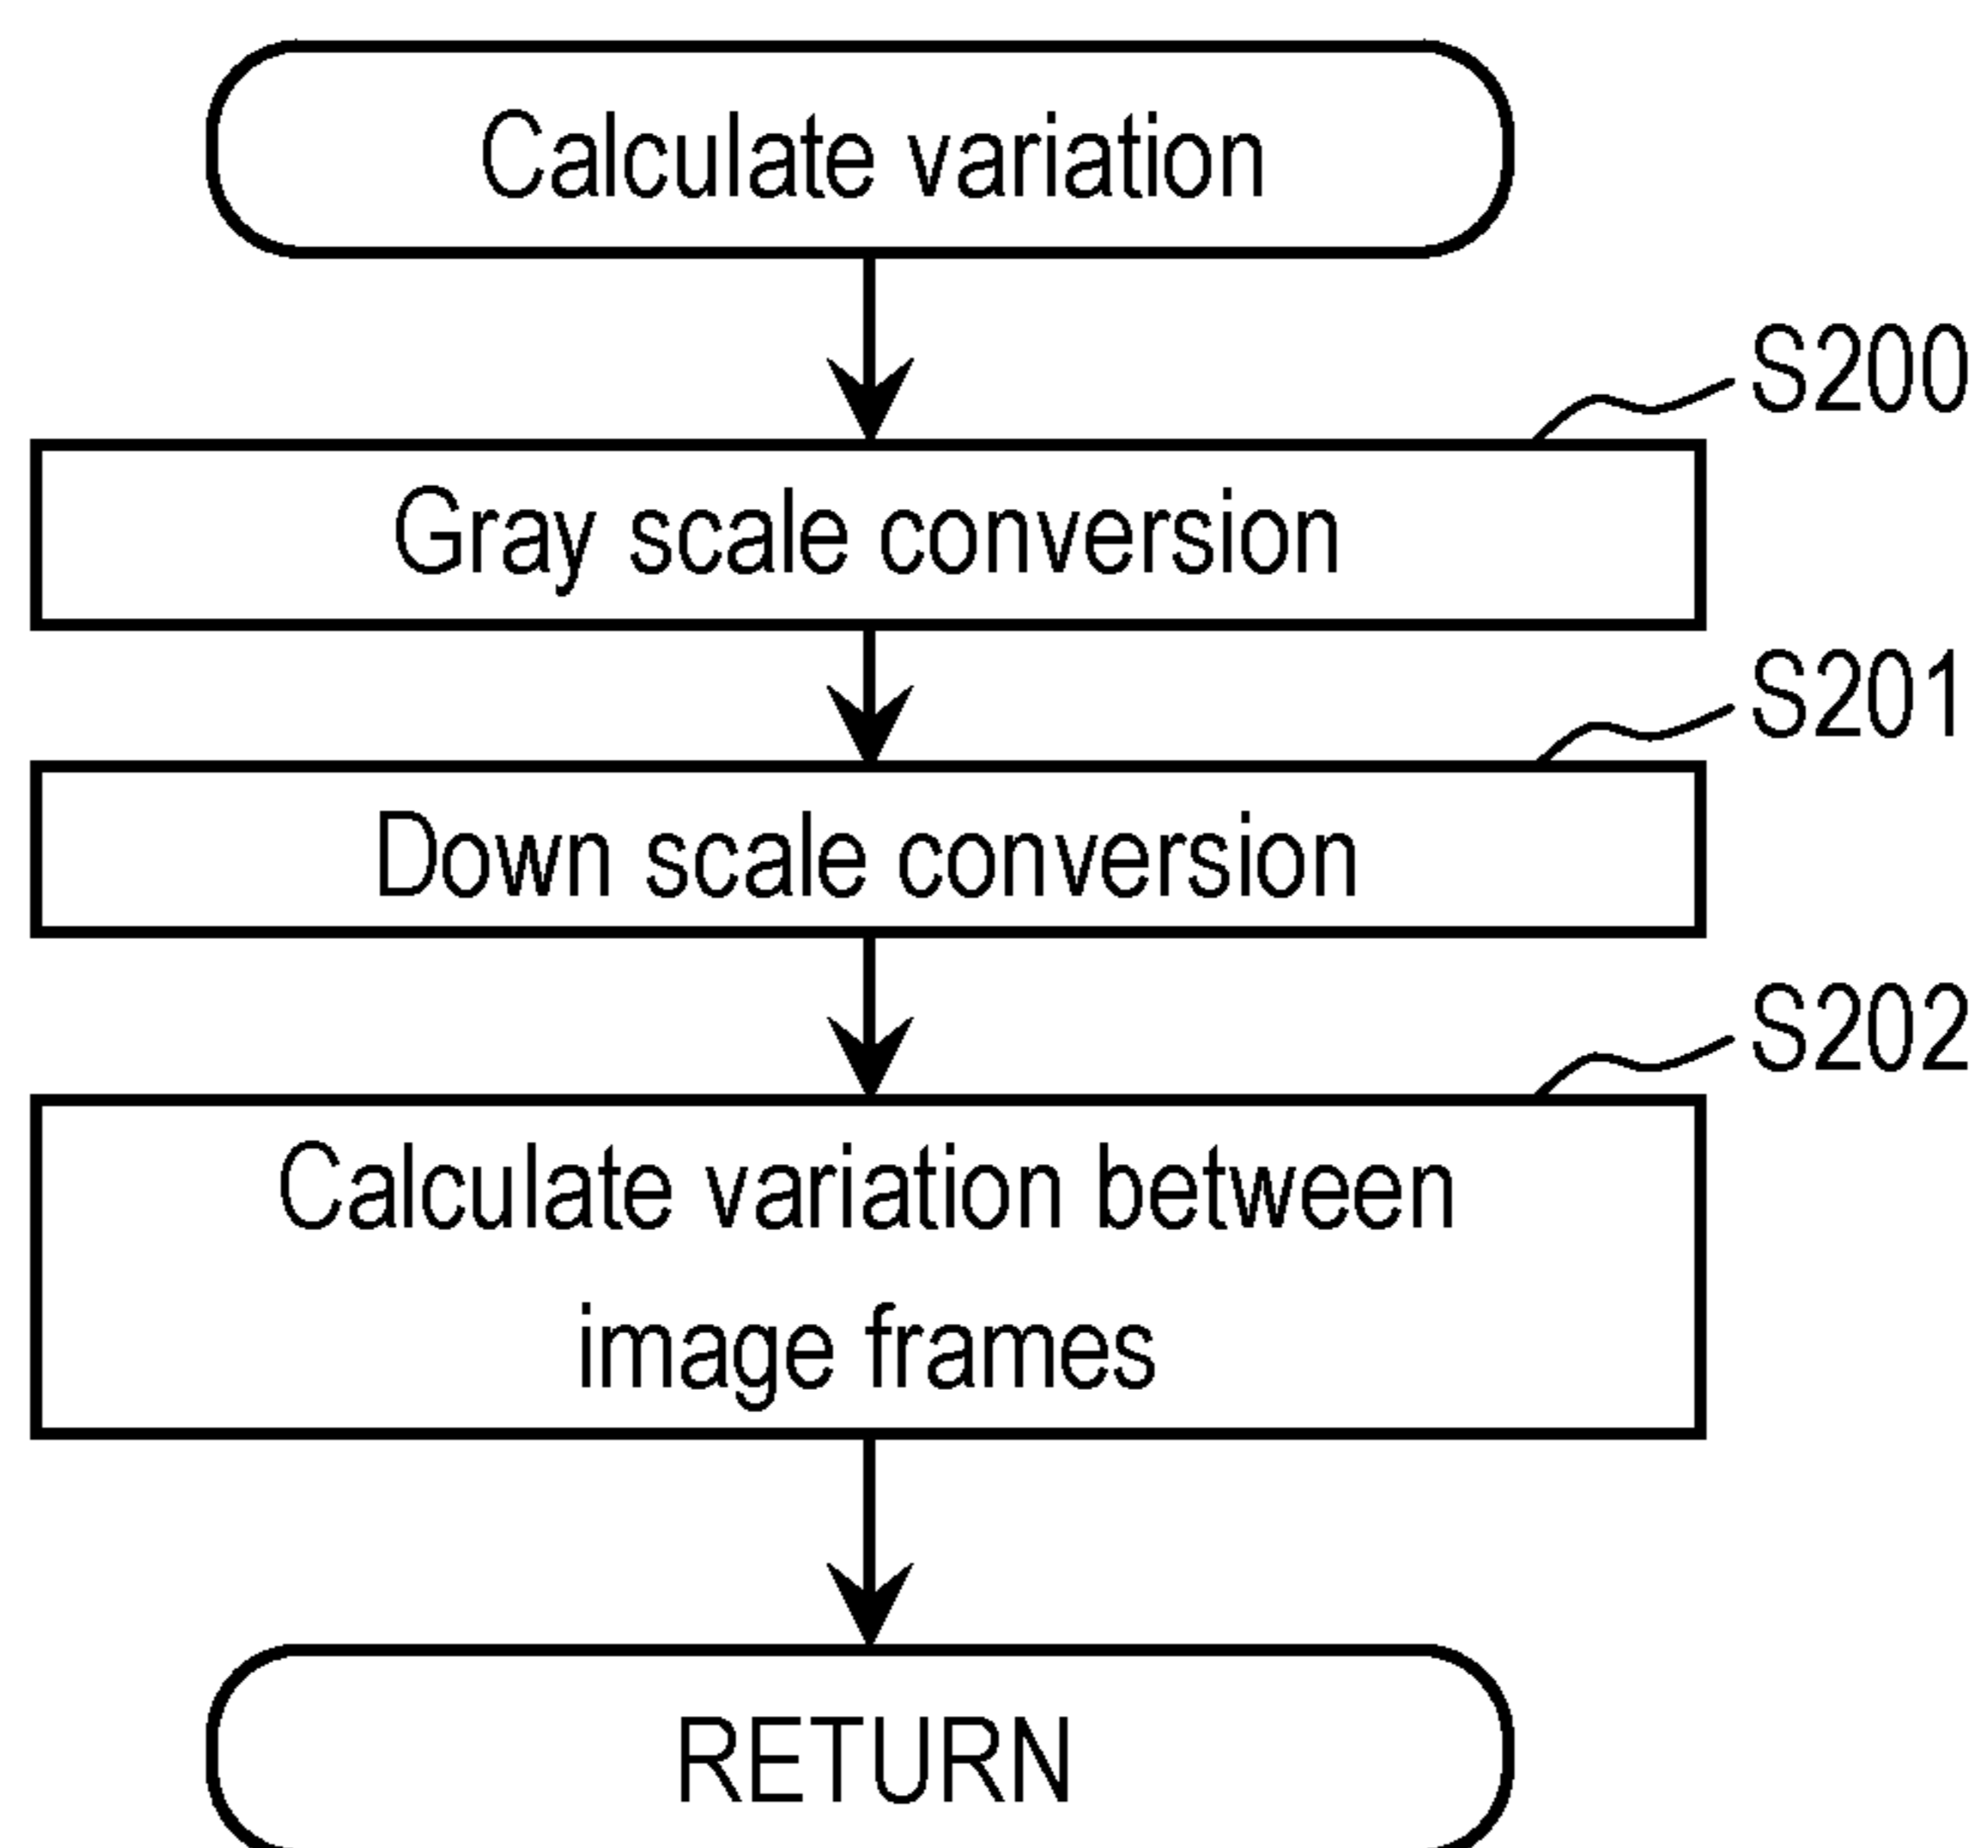 Calculate variation
S200
Gray scale conversion
S201
Down scale conversion
S202
Calculate variation between
image frames
RETURN